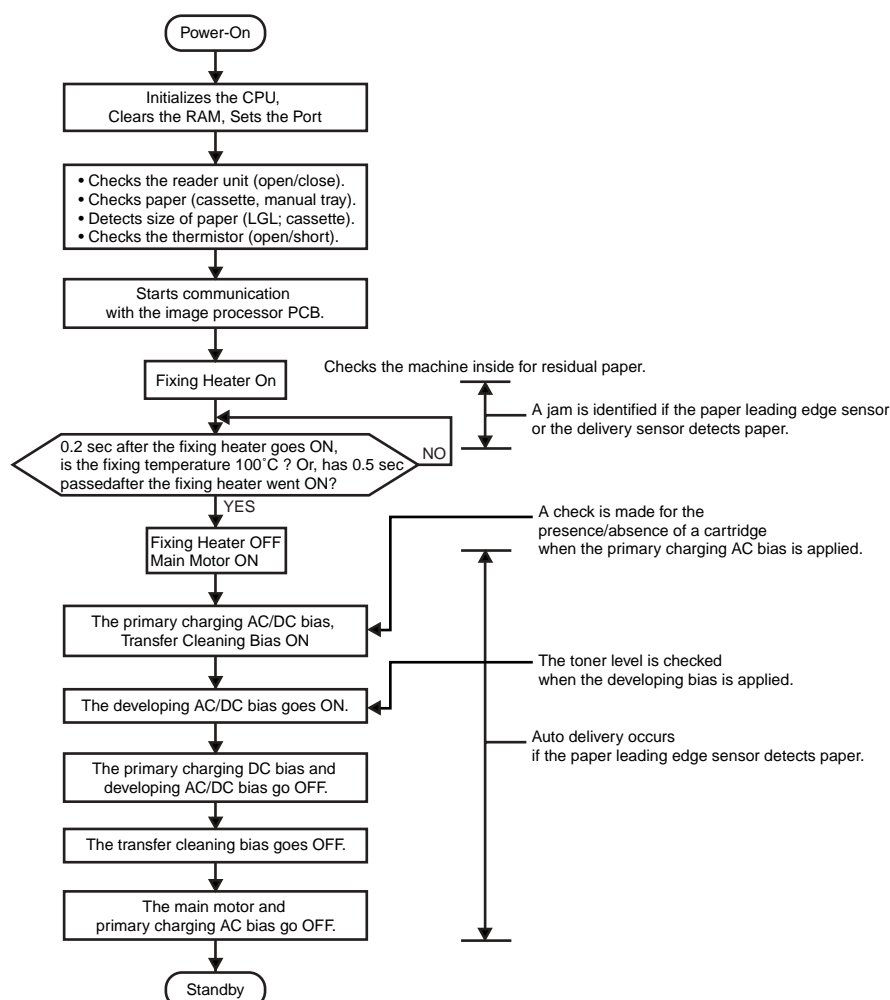 Power-On
Initializes the CPU,
Clears the RAM, Sets the Port
• Checks the reader unit (open/close).
• Checks paper (cassette, manual tray).
• Detects size of paper (LGL; cassette).
• Checks the thermistor (open/short).
Starts communication
with the image processor PCB.
Fixing Heater On
Checks the machine inside for residual paper.
A jam is identified if the paper leading edge sensor
or the delivery sensor detects paper.
0.2 sec after the fixing heater goes ON,
is the fixing temperature 100˚C ? Or, has 0.5 sec
passedafter the fixing heater went ON?
NO
YES
Fixing Heater OFF
Main Motor ON
A check is made for the
presence/absence of a cartridge
when the primary charging AC bias is applied.
The primary charging AC/DC bias,
Transfer Cleaning Bias ON
The toner level is checked
when the developing bias is applied.
The developing AC/DC bias goes ON.
Auto delivery occurs
if the paper leading edge sensor detects paper.
The primary charging DC bias and
developing AC/DC bias go OFF.
The transfer cleaning bias goes OFF.
The main motor and
primary charging AC bias go OFF.
Standby